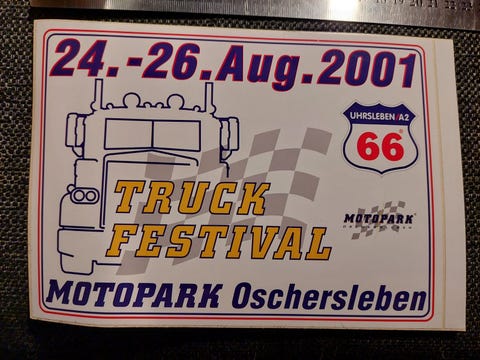 24.-26.Aug.2001
UHRSLEBEN/A2
66
TRUCK
FESTIVAL
MOTOPARK
MOTOPARK Oschersleben